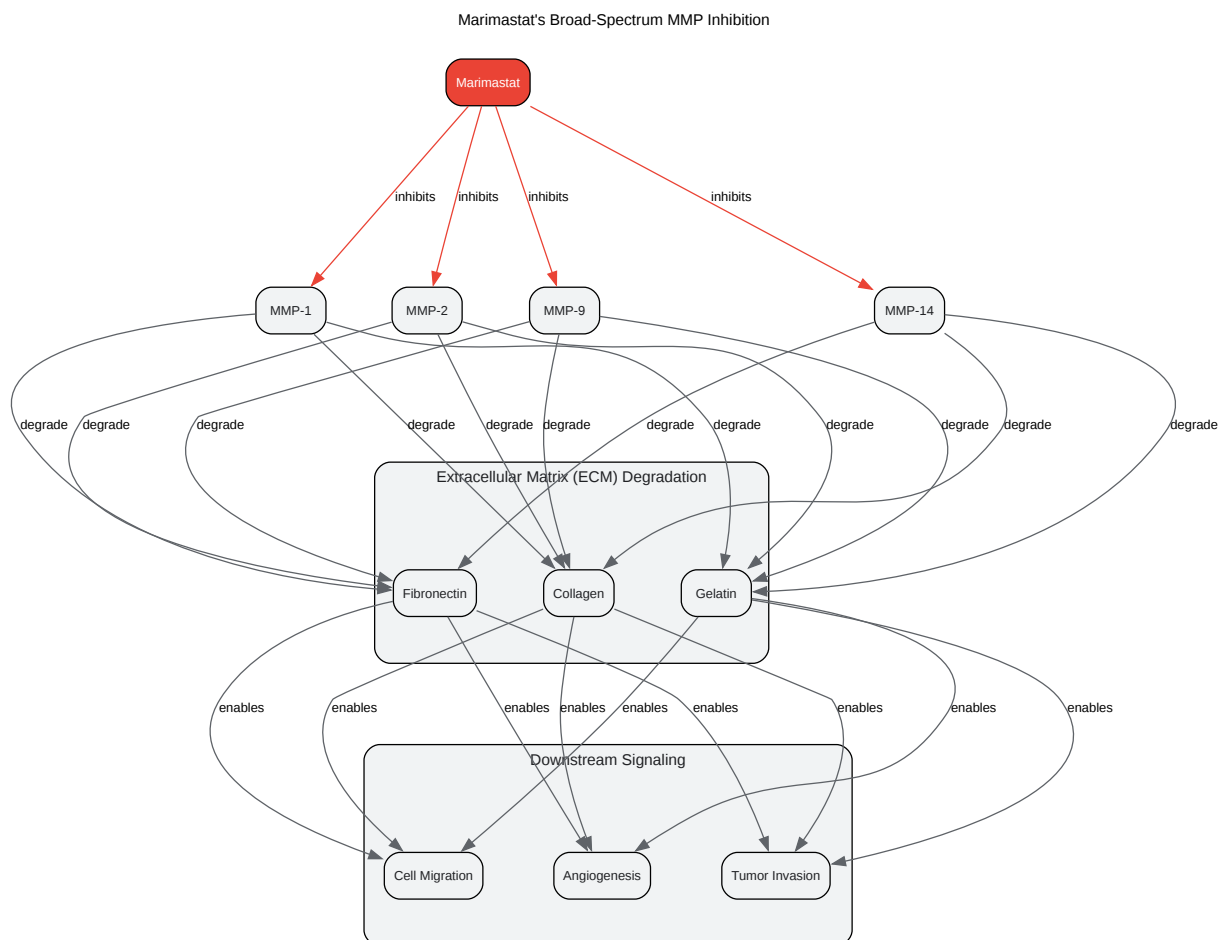 Marimastat's Broad-Spectrum MMP Inhibition
Marimastat
inhibits
inhibits
inhibits
inhibits
MMP-1
MMP-2
MMP-9
MMP-14
degrade
degrade
degrade
degrade
degrade
degrade
degrade
degrade
degrade
degrade
degrade
degrade
Extracellular Matrix (ECM) Degradation
Fibronectin
Collagen
Gelatin
enables
enables
enables
enables
enables
enables
enables
enables
enables
Downstream Signaling
Cell Migration
Angiogenesis
Tumor Invasion